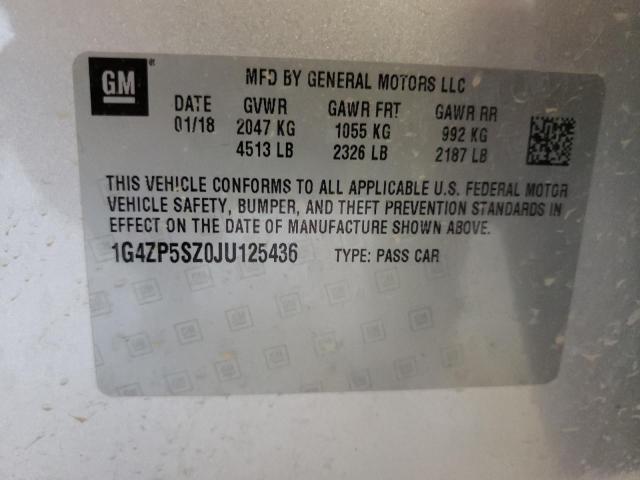 GM®
MFD BY GENERAL MOTORS LLC
DATE GVWR GAWR FRT GAWR RR
01/18 2047 KG 1055 KG 992 KG
4513 LB 2326 LB 2187 LB
THIS VEHICLE CONFORMS TO ALL APPLICABLE U.S. FEDERAL MOTOR
VEHICLE SAFETY, BUMPER, AND THEFT PREVENTION STANDARDS IN
EFFECT ON THE DATE OF MANUFACTURE SHOWN ABOVE.
1G4ZP5SZ0JU125436 TYPE: PASS CAR